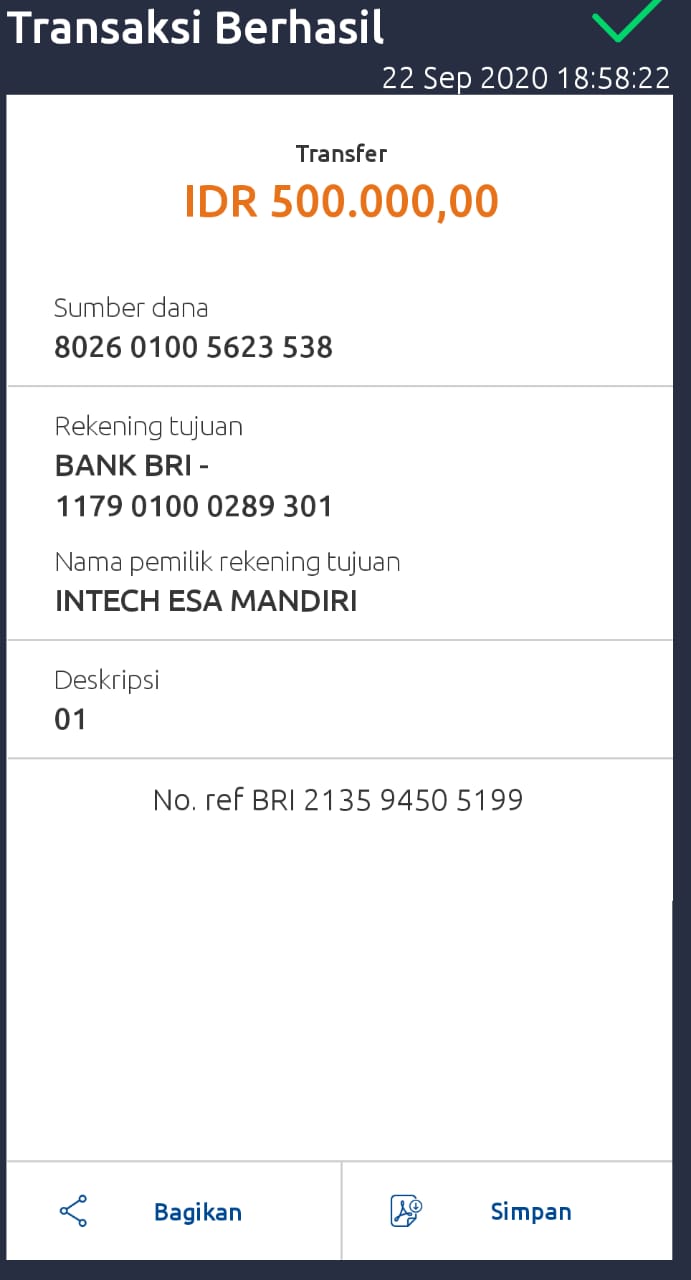 Transaksi Berhasil
22 Sep 2020 18:58:22
Transfer
IDR 500.000,00
Sumber dana
8026 0100 5623 538
Rekening tujuan
BANK BRI -
1179 0100 0289 301
Nama pemilik rekening tujuan
INTECH ESA MANDIRI
Deskripsi
01
No. ref BRI 2135 9450 5199
Bagikan
Simpan